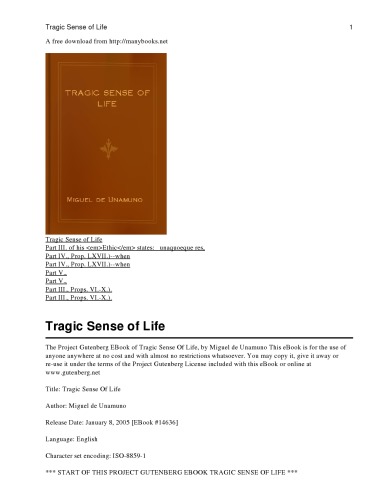 Tragic Sense of Life 1
A free download from http://manybooks.net
TRAGIC SENSE OF
LIFE
MIGUEL DE UNAMUNO
Tragic Sense of Life
Part III. of his <em>Ethic</em> states: unaquoeque res,
Part IV., Prop. LXVII.)--when
Part IV., Prop. LXVII.)--when
Part V.,
Part V.,
Part III., Props. VI.-X.),
Part III., Props. VI.-X.),
Tragic Sense of Life
The Project Gutenberg EBook of Tragic Sense Of Life, by Miguel de Unamuno This eBook is for the use of
anyone anywhere at no cost and with almost no restrictions whatsoever. You may copy it, give it away or
re-use it under the terms of the Project Gutenberg License included with this eBook or online at
www.gutenberg.net
Title: Tragic Sense Of Life
Author: Miguel de Unamuno
Release Date: January 8, 2005 [EBook #14636]
Language: English
Character set encoding: ISO-8859-1
*** START OF THIS PROJECT GUTENBERG EBOOK TRAGIC SENSE OF LIFE ***